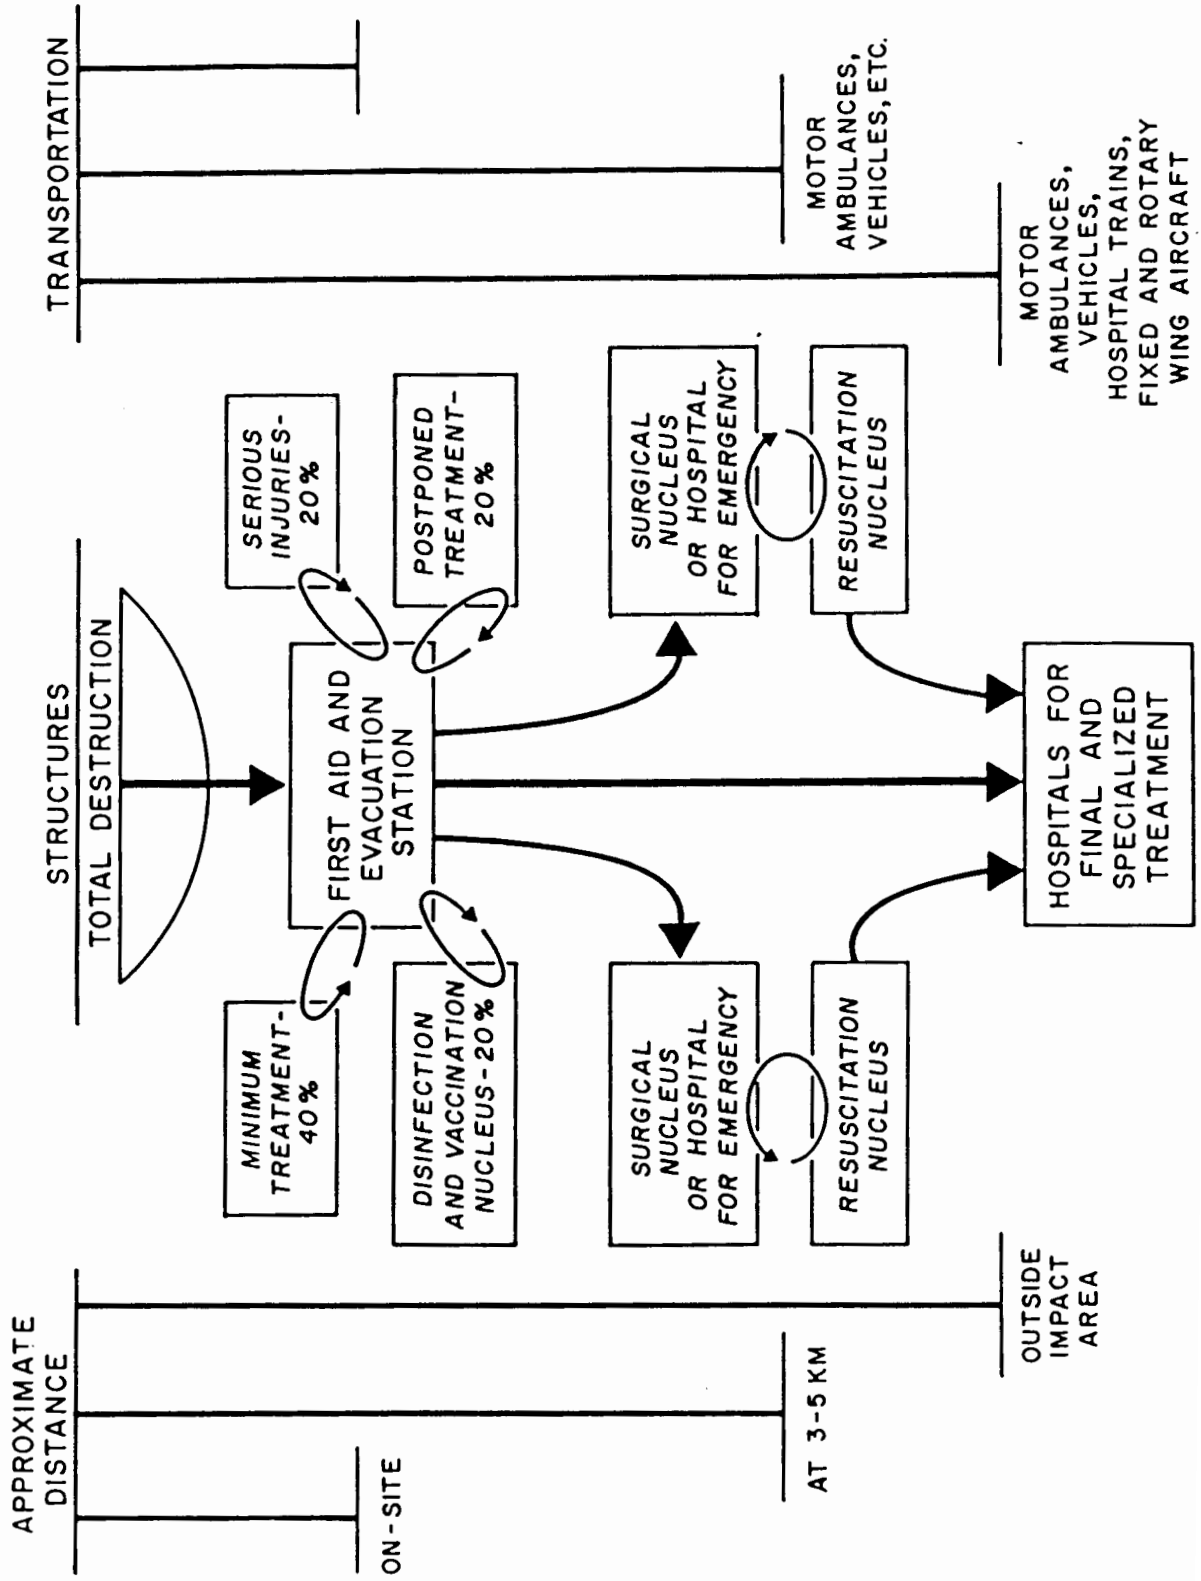 APPROXIMATE
DISTANCE
ON-SITE
AT 3-5 KM
OUTSIDE
IMPACT
AREA
STRUCTURES
TOTAL DESTRUCTION
MINIMUM
TREATMENT-
40%
SERIOUS
INJURIES-
20%
FIRST AID AND
EVACUATION
STATION
DISINFECTION
AND VACCINATION
NUCLEUS-20%
POSTPONED
TREATMENT-
20%
SURGICAL
NUCLEUS
OR HOSPITAL
FOR EMERGENCY
SURGICAL
NUCLEUS
OR HOSPITAL
FOR EMERGENCY
RESUSCITATION
NUCLEUS
RESUSCITATION
NUCLEUS
HOSPITALS FOR
FINAL AND
SPECIALIZED
TREATMENT
TRANSPORTATION
MOTOR
AMBULANCES,
VEHICLES, ETC.
MOTOR
AMBULANCES,
VEHICLES,
HOSPITAL TRAINS,
FIXED AND ROTARY
WING AIRCRAFT